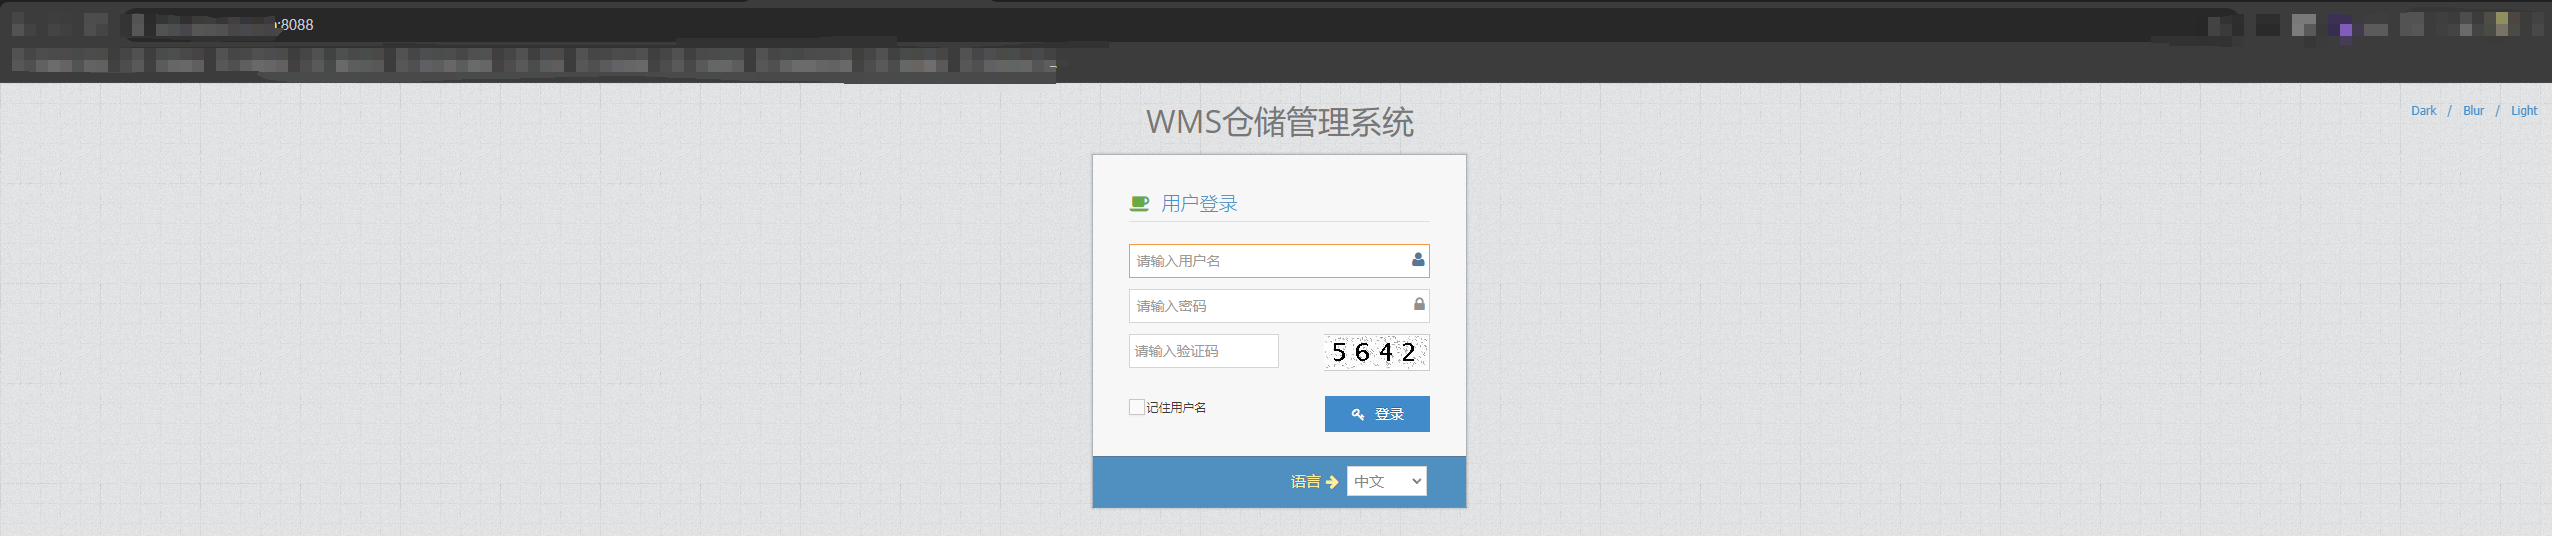 :8088
WMS仓储管理系统
Dark / Blur / Light
用户登录
请输入用户名
请输入密码
请输入验证码
5642
记住用户名
登录
语言
中文